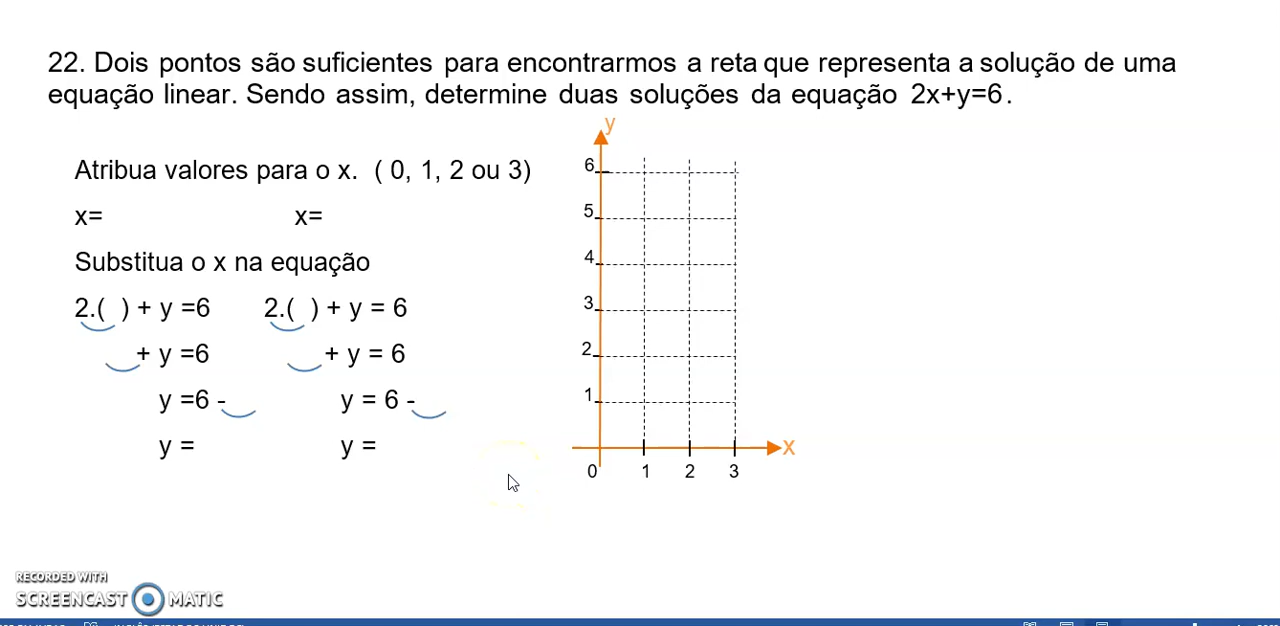 22. Dois pontos são suficientes para encontrarmos a reta que representa a solução de uma
equação linear. Sendo assim, determine duas soluções da equação 2x+y=6.
Atribua valores para o x. ( 0, 1, 2 ou 3)
x= x=
Substitua o x na equação
2.( ) + y =6 2.( ) + y = 6
+ y =6 + y = 6
y =6 - y = 6 -
y = y =
y
6
5
4
3
2
1
x
0 1 2 3
RECORDED WITH
SCREENCAST MATIC